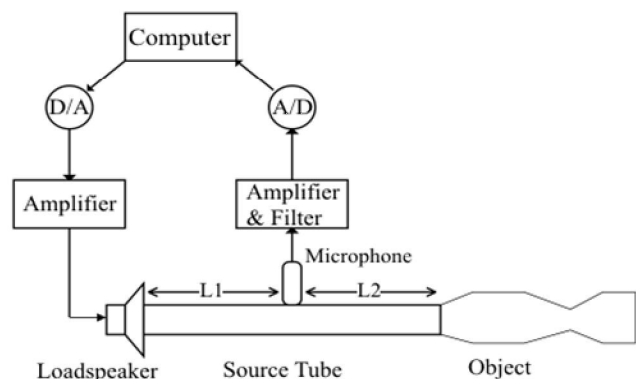 Computer
D/A
A/D
Amplifier
Amplifier
& Filter
Microphone
L1
L2
Loadspeaker
Source Tube
Object